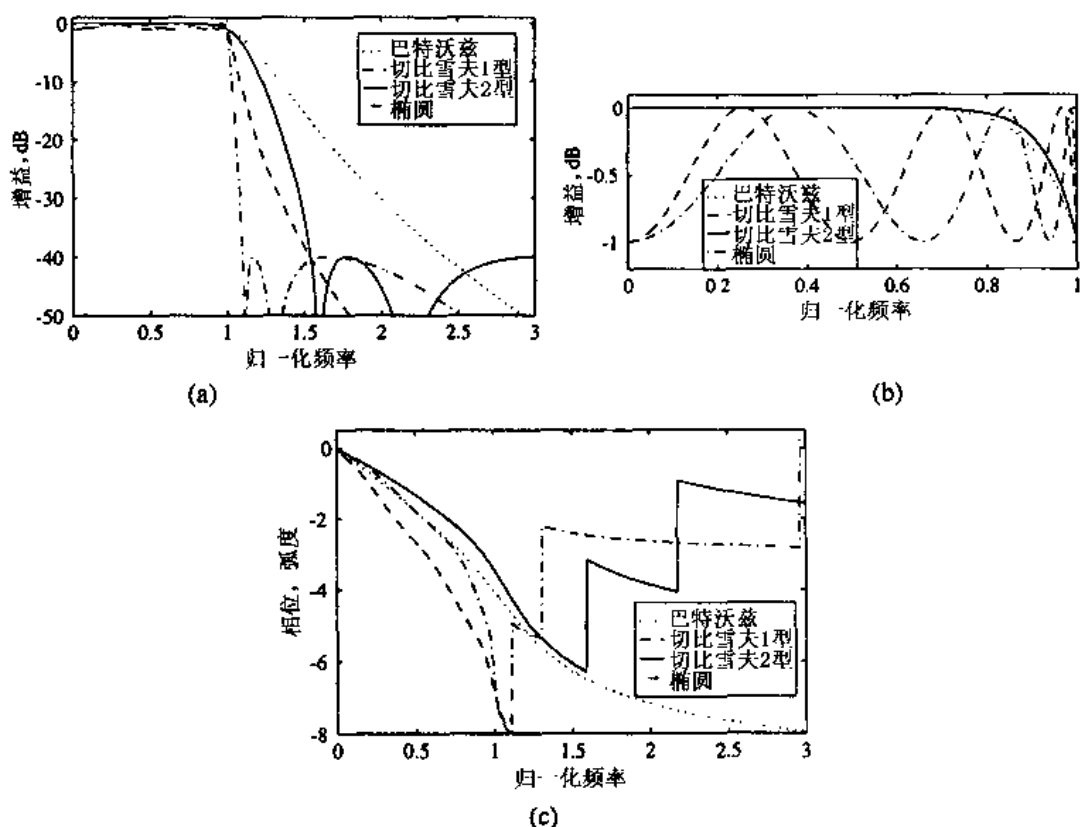 0
-10
-20
-30
-40
-50
增益,dB
巴特沃兹
切比雪夫1型
切比雪夫2型
椭圆
0
0.5
1
1.5
2
2.5
3
归一化频率
(a)
0
-0.5
-1
增益,dB
巴特沃兹
切比雪夫1型
切比雪夫2型
椭圆
0
0 2
0.4
0.6
0.8
1
归一化频率
(b)
0
-2
-4
-6
-8
相位，弧度
巴特沃兹
切比雪夫1型
切比雪夫2型
椭圆
0
0.5
1
1.5
2
2.5
3
归一化频率
(c)